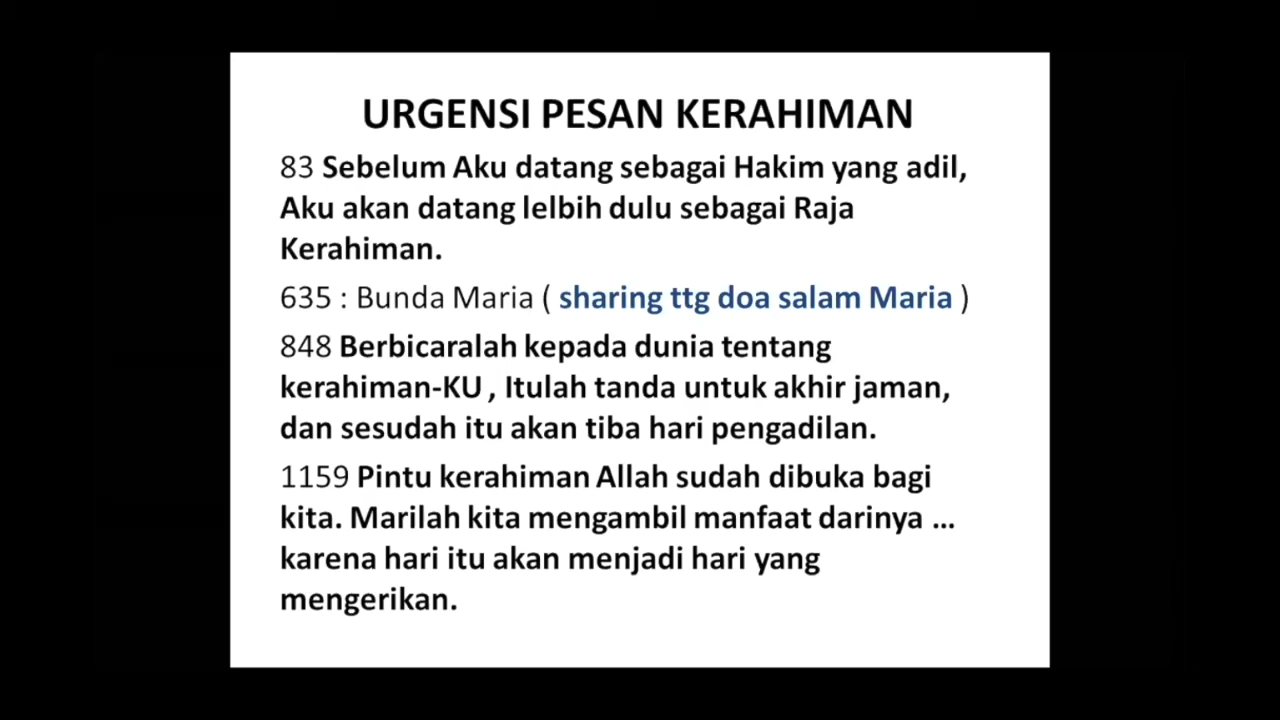 URGENSI PESAN KERAHIMAN
83 Sebelum Aku datang sebagai Hakim yang adil,
Aku akan datang lelbih dulu sebagai Raja
Kerahiman.
635 : Bunda Maria ( sharing ttg doa salam Maria )
848 Berbicaralah kepada dunia tentang
kerahiman-KU , Itulah tanda untuk akhir jaman,
dan sesudah itu akan tiba hari pengadilan.
1159 Pintu kerahiman Allah sudah dibuka bagi
kita. Marilah kita mengambil manfaat darinya ...
karena hari itu akan menjadi hari yang
mengerikan.